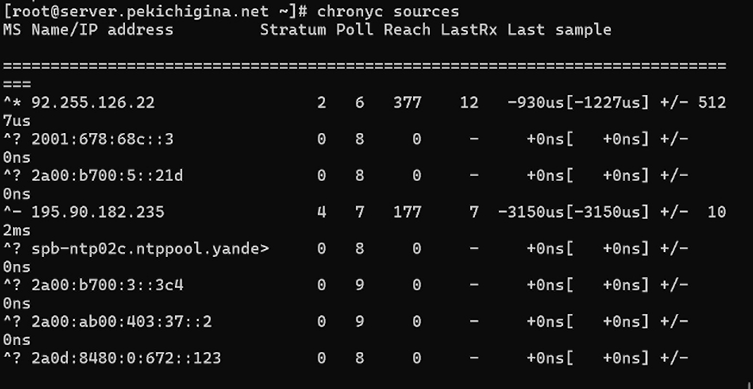 [root@server.pekichigina.net ~]# chronyc sources
MS Name/IP address         Stratum Poll Reach LastRx Last sample
===============================================================================
^* 92.255.126.22                 2   6   377    12   -930us[-1227us] +/- 512
7us
^? 2001:678:68c::3               0   8     0     -     +0ns[   +0ns] +/-
0ns
^? 2a00:b700:5::21d              0   8     0     -     +0ns[   +0ns] +/-
0ns
^- 195.90.182.235                4   7   177     7  -3150us[-3150us] +/-  10
2ms
^? spb-ntp02c.ntppool.yande>     0   8     0     -     +0ns[   +0ns] +/-
0ns
^? 2a00:b700:3::3c4              0   9     0     -     +0ns[   +0ns] +/-
0ns
^? 2a00:ab00:403:37::2           0   9     0     -     +0ns[   +0ns] +/-
0ns
^? 2a0d:8480:0:672::123          0   8     0     -     +0ns[   +0ns] +/-